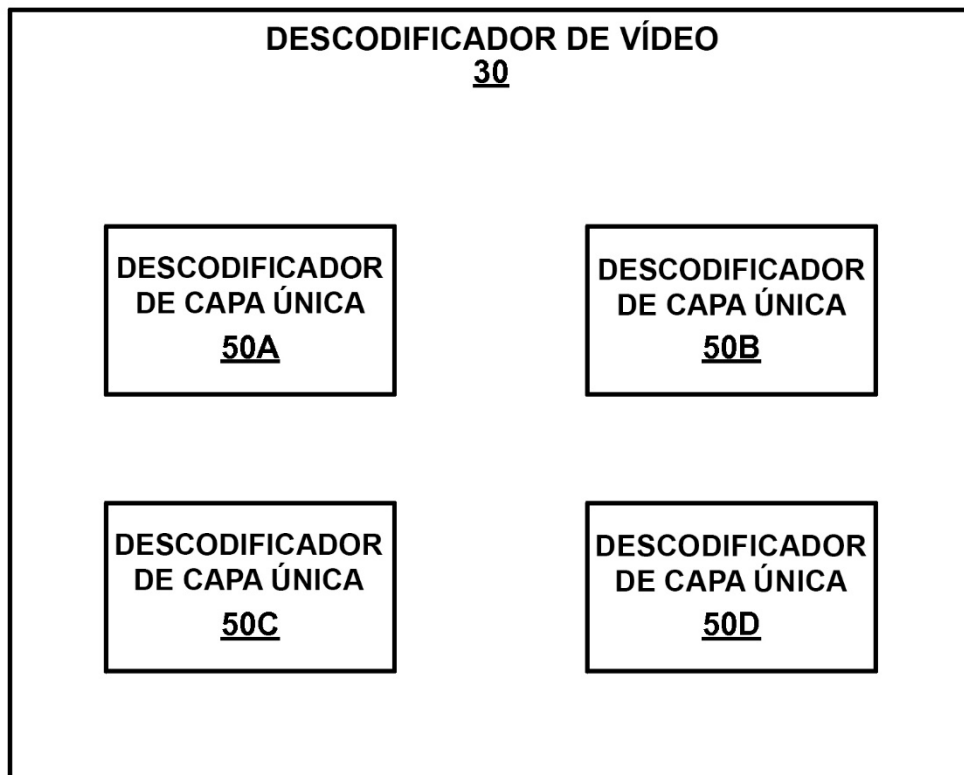 DESCODIFICADOR DE VÍDEO
30
DESCODIFICADOR
DE CAPA ÚNICA
50A
DESCODIFICADOR
DE CAPA ÚNICA
50B
DESCODIFICADOR
DE CAPA ÚNICA
50C
DESCODIFICADOR
DE CAPA ÚNICA
50D